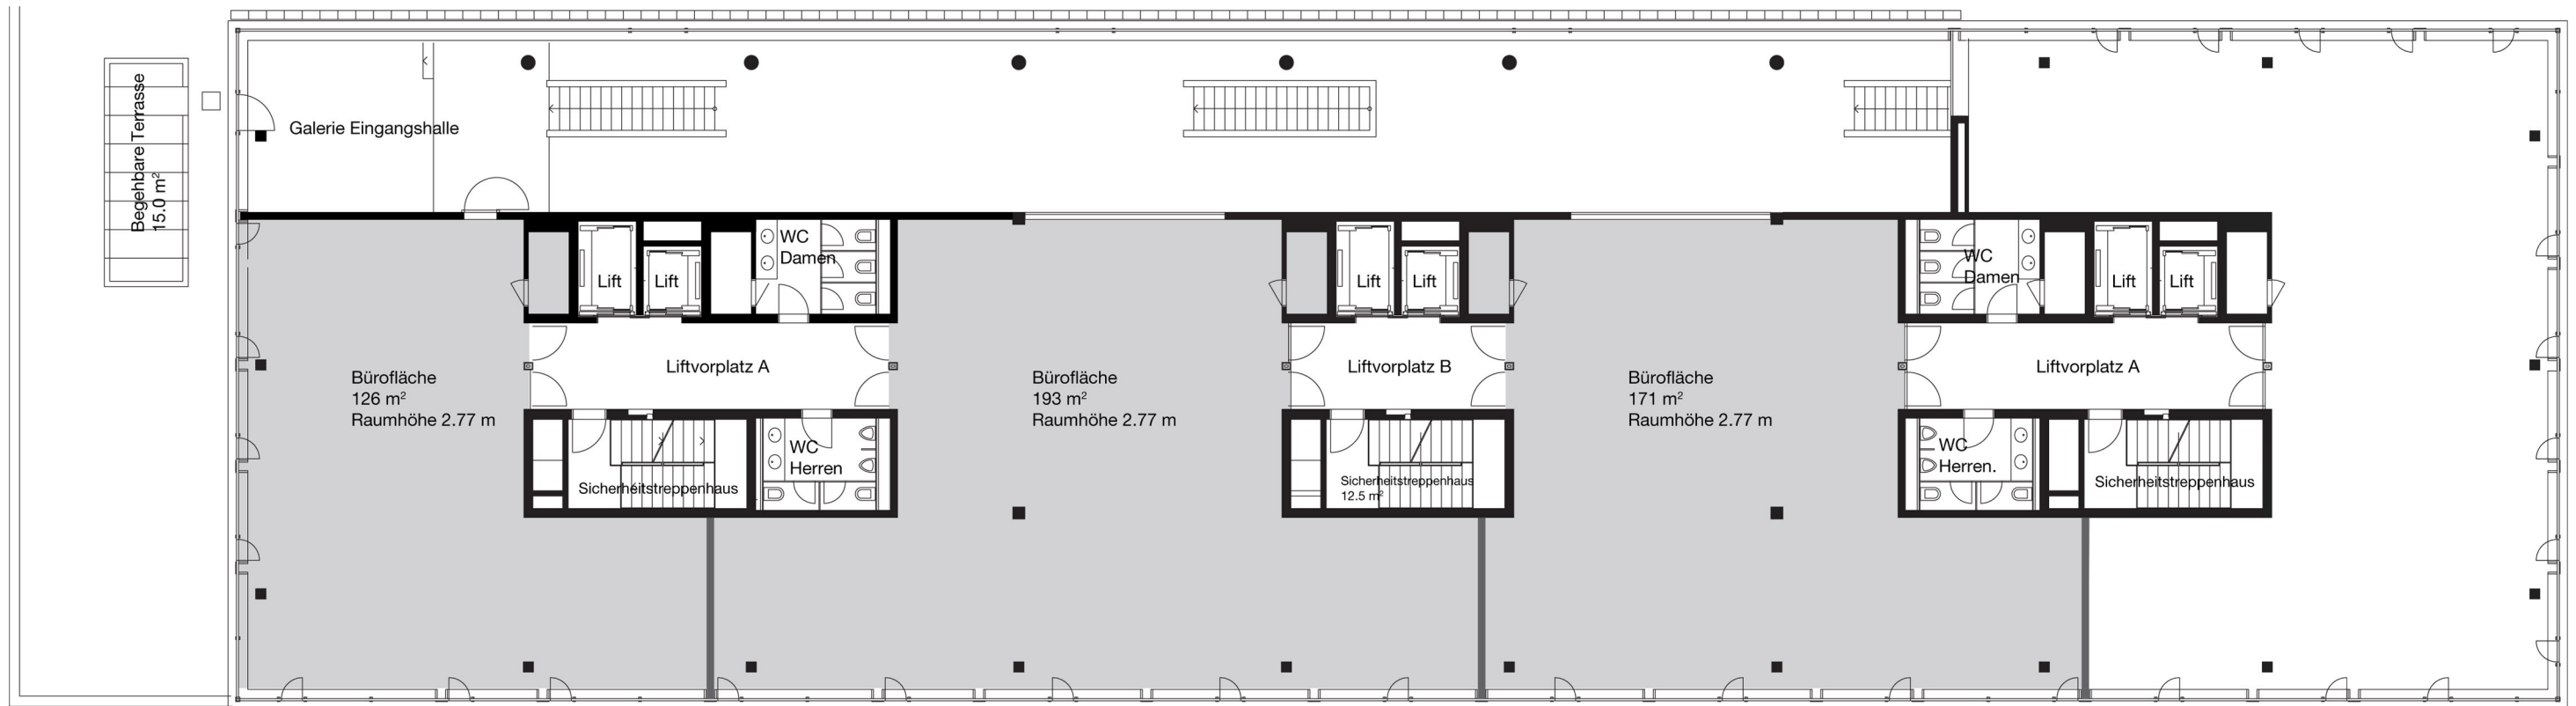 Begehbare Terrasse
15.0 m²
Galerie Eingangshalle
WC
Damen
Lift
Lift
Lift
Lift
WC
Damen
Lift
Lift
Liftvorplatz A
Liftvorplatz B
Liftvorplatz A
Bürofläche
126 m²
Raumhöhe 2.77 m
Bürofläche
193 m²
Raumhöhe 2.77 m
Bürofläche
171 m²
Raumhöhe 2.77 m
Sicherheitstreppenhaus
WC
Herren
Sicherheitstreppenhaus
12.5 m²
WC
Herren.
Sicherheitstreppenhaus